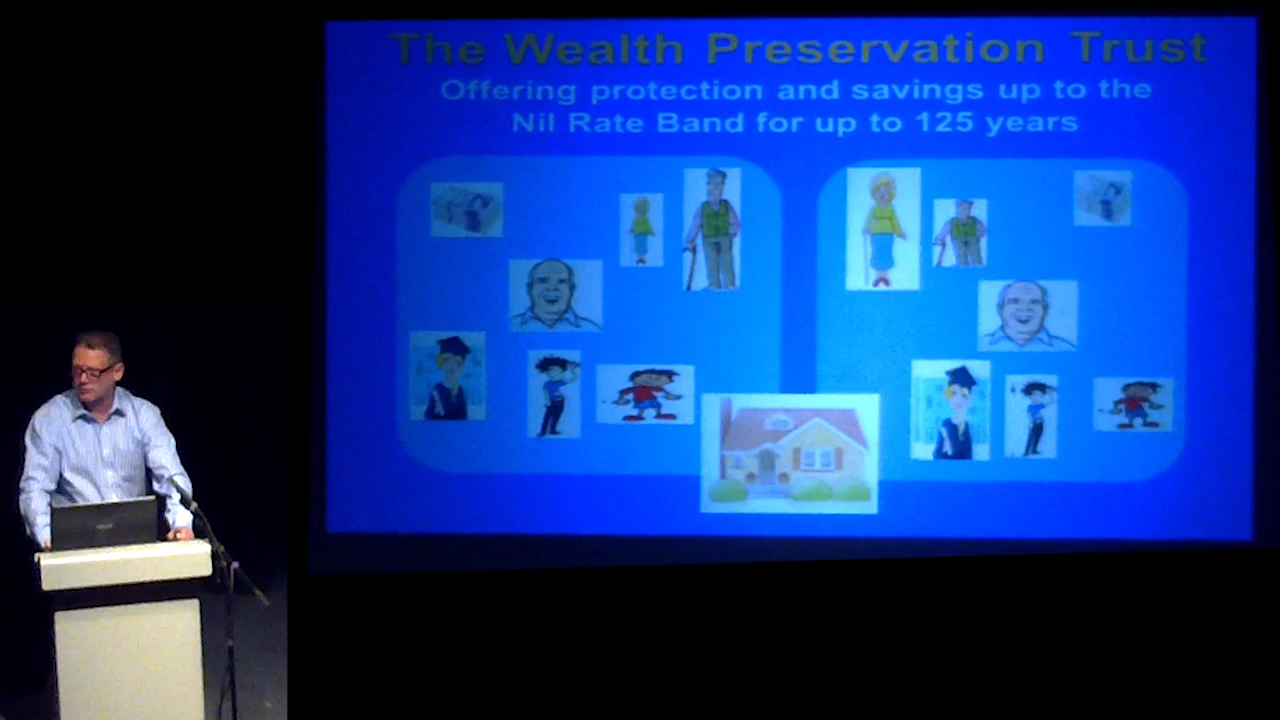 The Wealth Preservation Trust
Offering protection and savings up to the
Nil Rate Band for up to 125 years